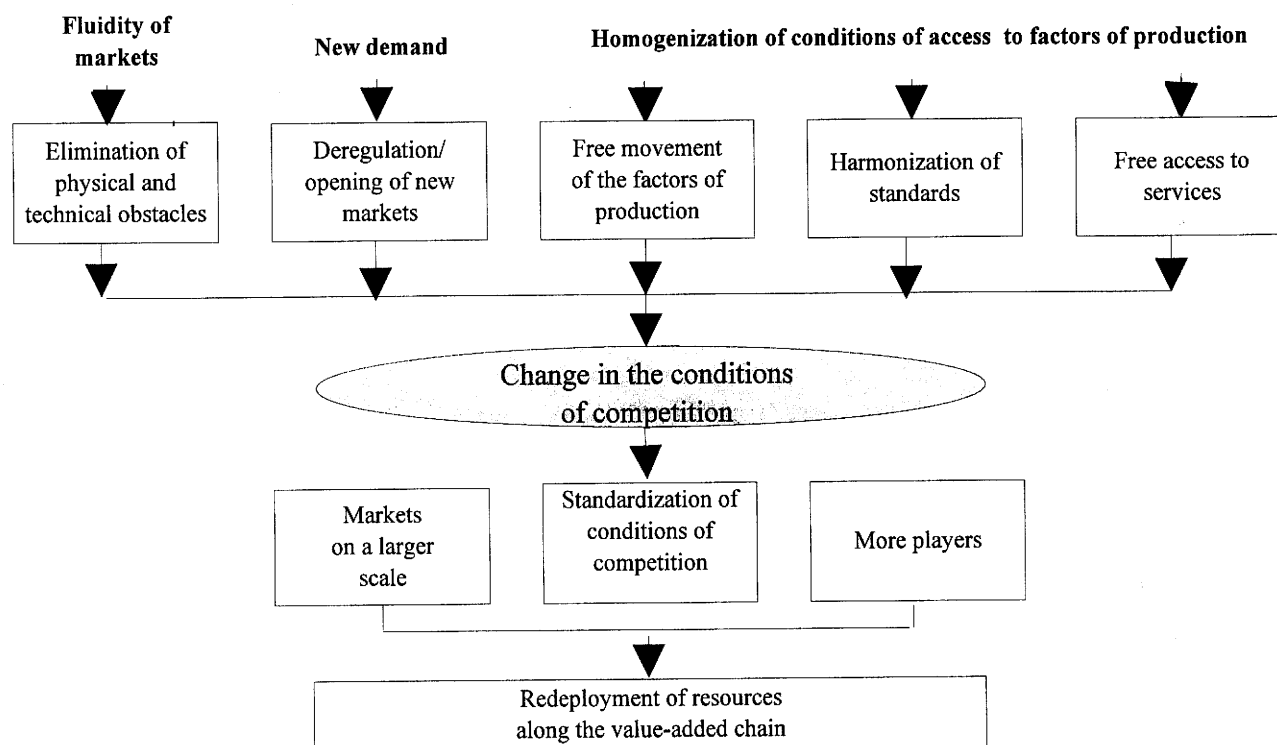 Fluidity of
markets
New demand
Homogenization of conditions of access to factors of production
Elimination of
physical and
technical obstacles
Deregulation/
opening of new
markets
Free movement
of the factors of
production
Harmonization of
standards
Free access to
services
Change in the conditions
of competition
Markets
on a larger
scale
Standardization of
conditions of
competition
More players
Redeployment of resources
along the value-added chain